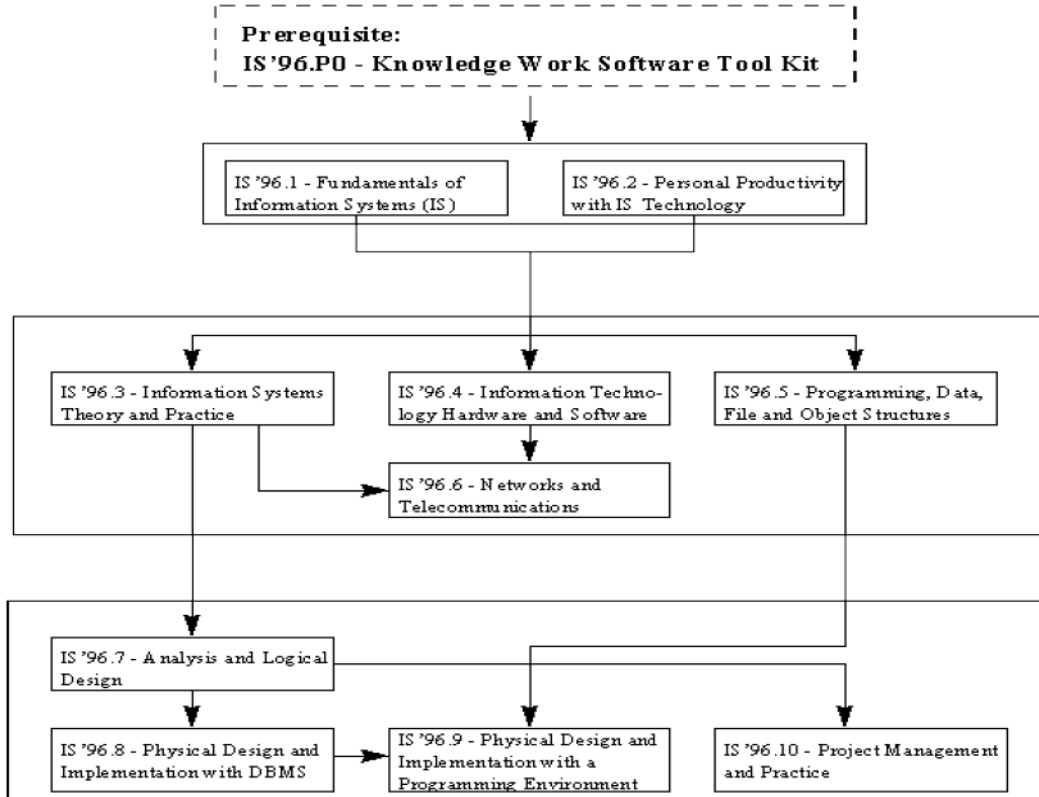 Prerequisite:
IS'96.P0 - Knowledge Work Software Tool Kit
IS'96.1 - Fundamentals of
Information Systems (IS)
IS'96.2 - Personal Productivity
with IS Technology
IS'96.3 - Information Systems
Theory and Practice
IS'96.4 - Information Techno-
logy Hardware and Software
IS'96.5 - Programming, Data,
File and Object Structures
IS'96.6 - Networks and
Telecommunications
IS'96.7 - Analysis and Logical
Design
IS'96.8 - Physical Design and
Implementation with DBMS
IS'96.9 - Physical Design and
Implementation with a
Programming Environment
IS'96.10 - Project Management
and Practice